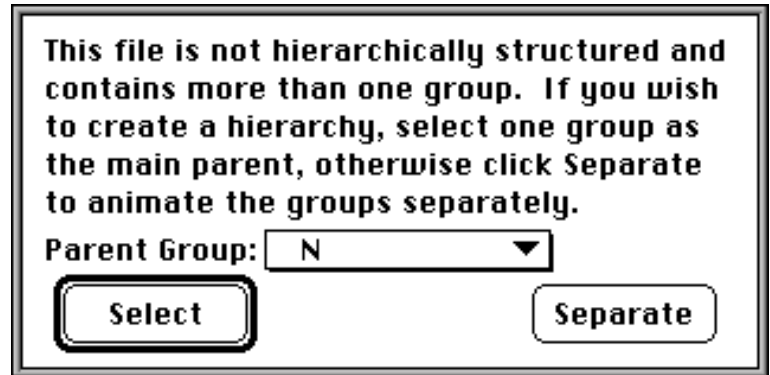 This file is not hierarchically structured and
contains more than one group.  If you wish
to create a hierarchy, select one group as
the main parent, otherwise click Separate
to animate the groups separately.
Parent Group: N
Select Separate